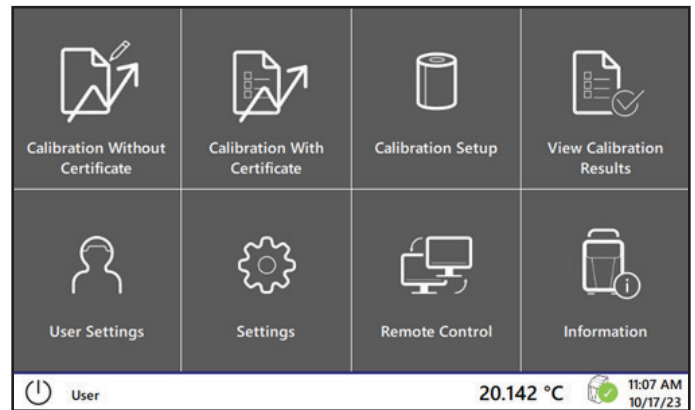 Calibration Without
Certificate
Calibration With
Certificate
Calibration Setup
View Calibration
Results
User Settings
Settings
Remote Control
Information
User
20.142 °C
11:07 AM
10/17/23